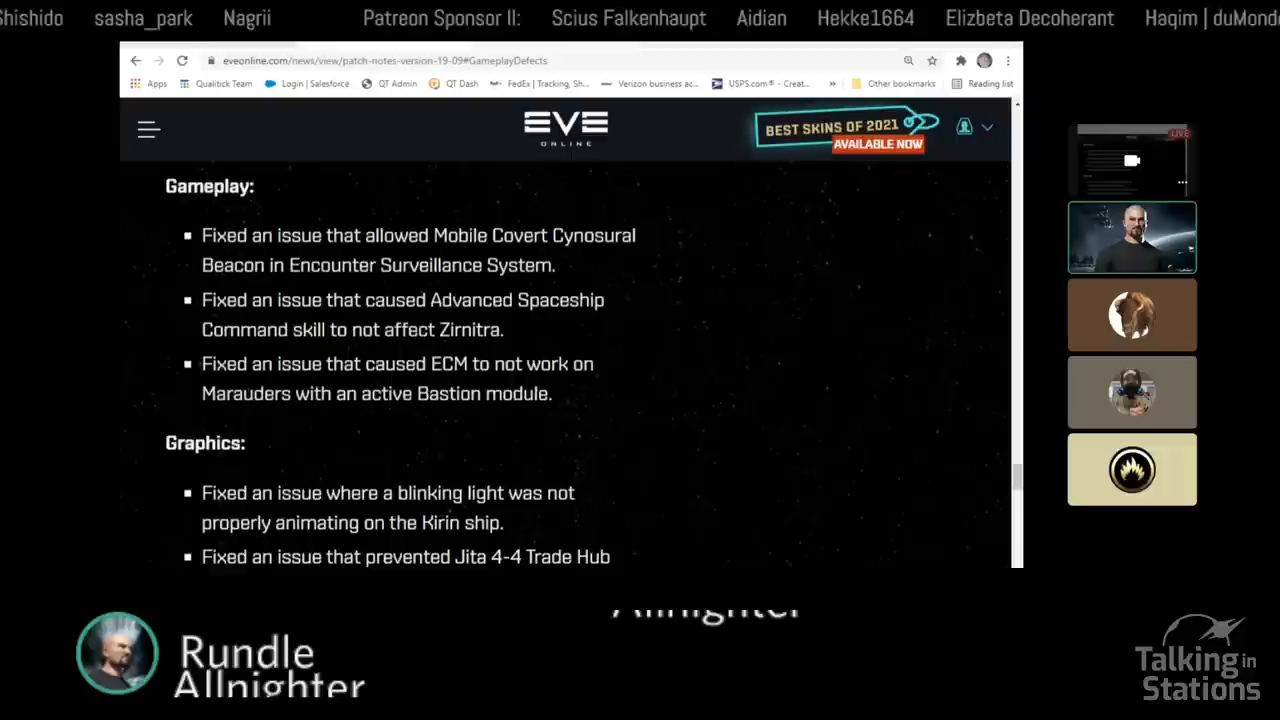 Shishido sasha_park Nagrii Patreon Sponsor II: Scius Falkenhaupt Aidian Hekke1664 Elizbeta Decoherant Haqim | duMond
eveonline.com/news/view/patch-notes-version-19-09#GameplayDefects
Apps Qualitick Team Login | Salesforce QT Admin QT Dash FedEx | Tracking, Sh... Verizon business ac... USPS.com® - Creat... » Other bookmarks Reading list
EVE
ONLINE
BEST SKINS OF 2021
AVAILABLE NOW
LIVE
Gameplay:
▪ Fixed an issue that allowed Mobile Covert Cynosural
Beacon in Encounter Surveillance System.
▪ Fixed an issue that caused Advanced Spaceship
Command skill to not affect Zirnitra.
▪ Fixed an issue that caused ECM to not work on
Marauders with an active Bastion module.
Graphics:
▪ Fixed an issue where a blinking light was not
properly animating on the Kirin ship.
▪ Fixed an issue that prevented Jita 4-4 Trade Hub
Allnighter
Rundle
Allnighter
Talking in
Stations